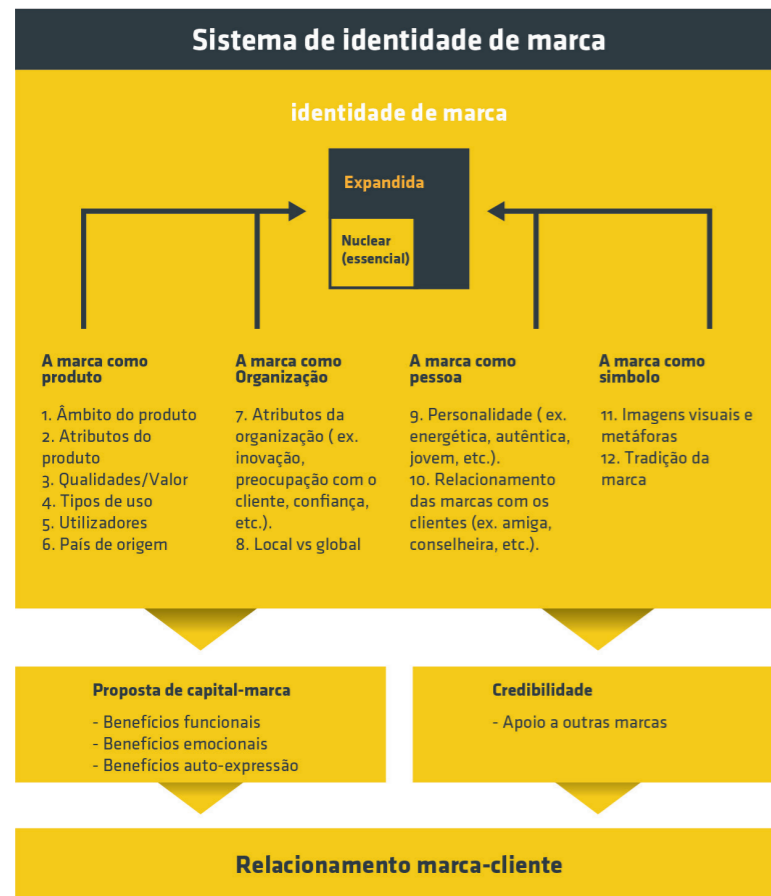 Sistema de identidade de marca
identidade de marca
Expandida
Nuclear
(essencial)
A marca como
produto
1. Âmbito do produto
2. Atributos do
produto
3. Qualidades/Valor
4. Tipos de uso
5. Utilizadores
6. País de origem
A marca como
Organização
7. Atributos da
organização ( ex.
inovação,
preocupação com o
cliente, confiança,
etc.).
8. Local vs global
A marca como
pessoa
9. Personalidade ( ex.
energética, autêntica,
jovem, etc.).
10. Relacionamento
das marcas com os
clientes (ex. amiga,
conselheira, etc.).
A marca como
simbolo
11. Imagens visuais e
metáforas
12. Tradição da
marca
Proposta de capital-marca
- Benefícios funcionais
- Benefícios emocionais
- Benefícios auto-expressão
Credibilidade
- Apoio a outras marcas
Relacionamento marca-cliente